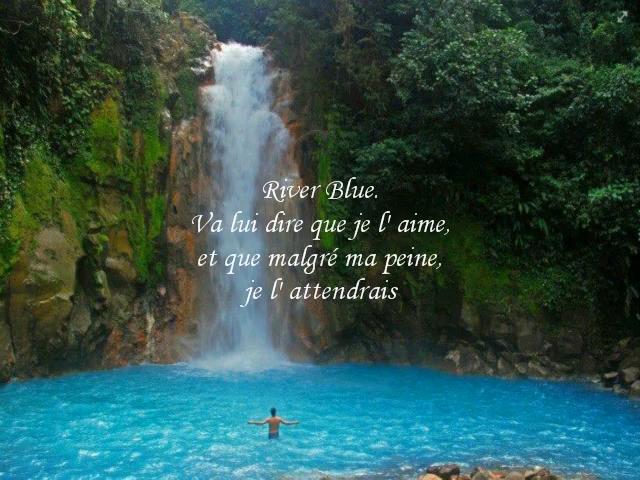 River Blue.
Va lui dire que je l' aime,
et que malgré ma peine,
je l' attendrais